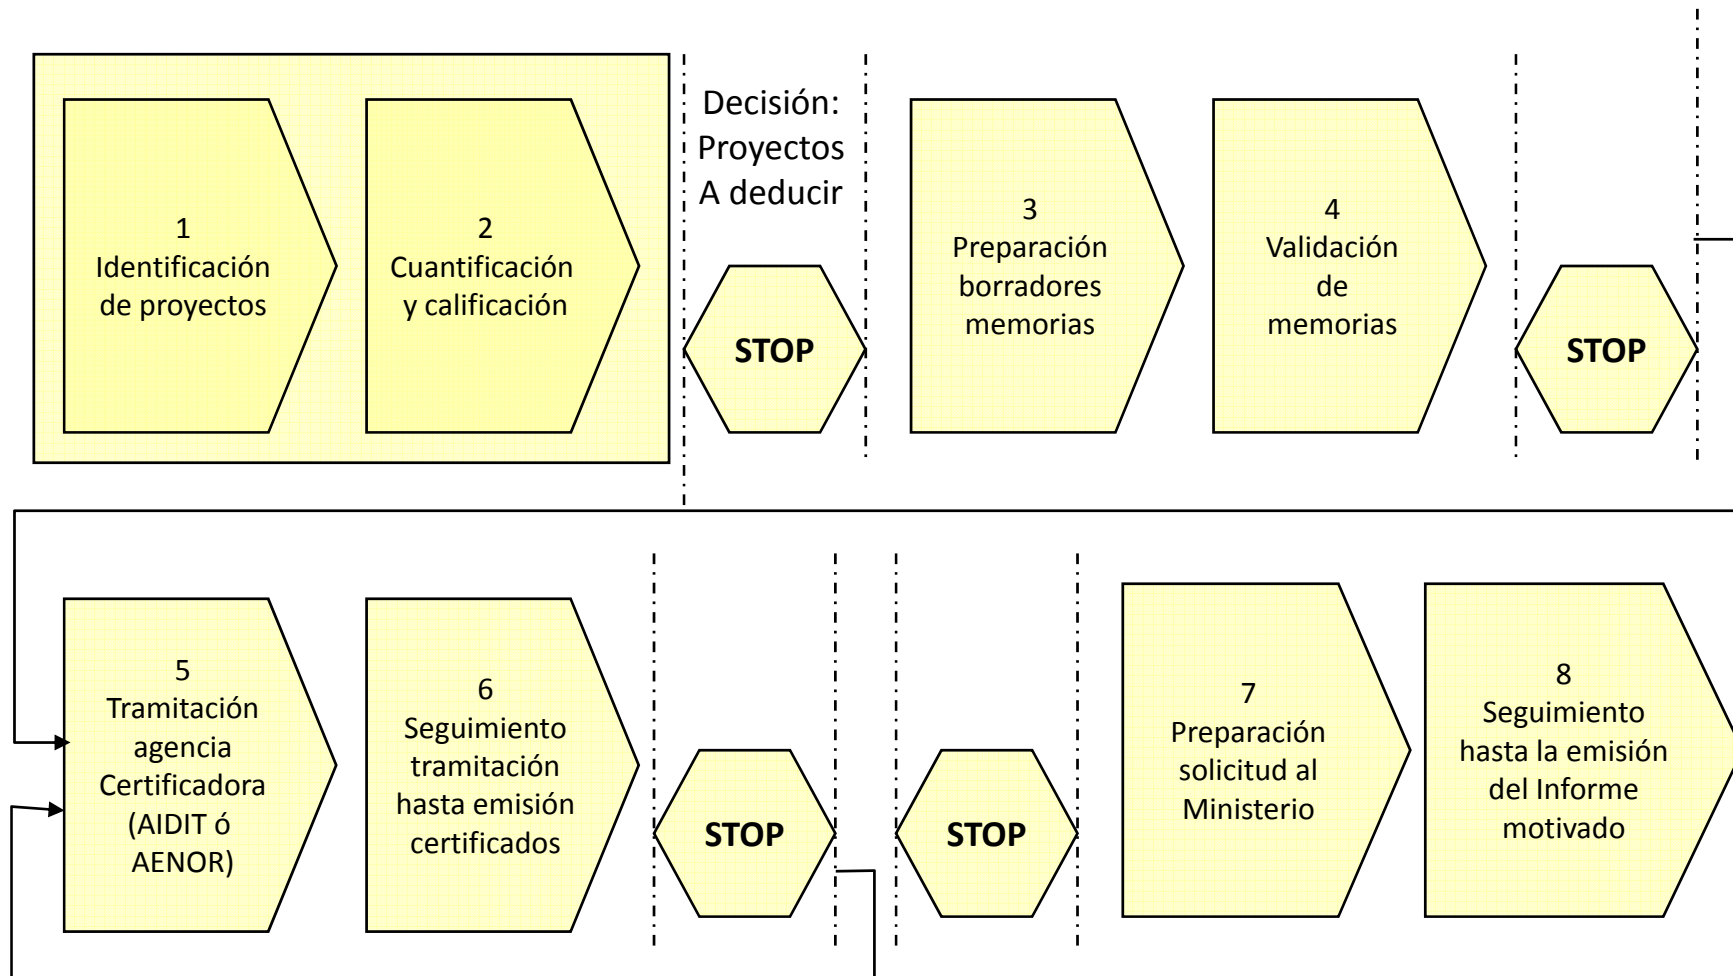 1
Identificación
de proyectos
2
Cuantificación
y calificación
Decisión:
Proyectos
A deducir
STOP
3
Preparación
borradores
memorias
4
Validación
de
memorias
STOP
5
Tramitación
agencia
Certificadora
(AIDIT ó
AENOR)
6
Seguimiento
tramitación
hasta emisión
certificados
STOP
STOP
7
Preparación
solicitud al
Ministerio
8
Seguimiento
hasta la emisión
del Informe
motivado